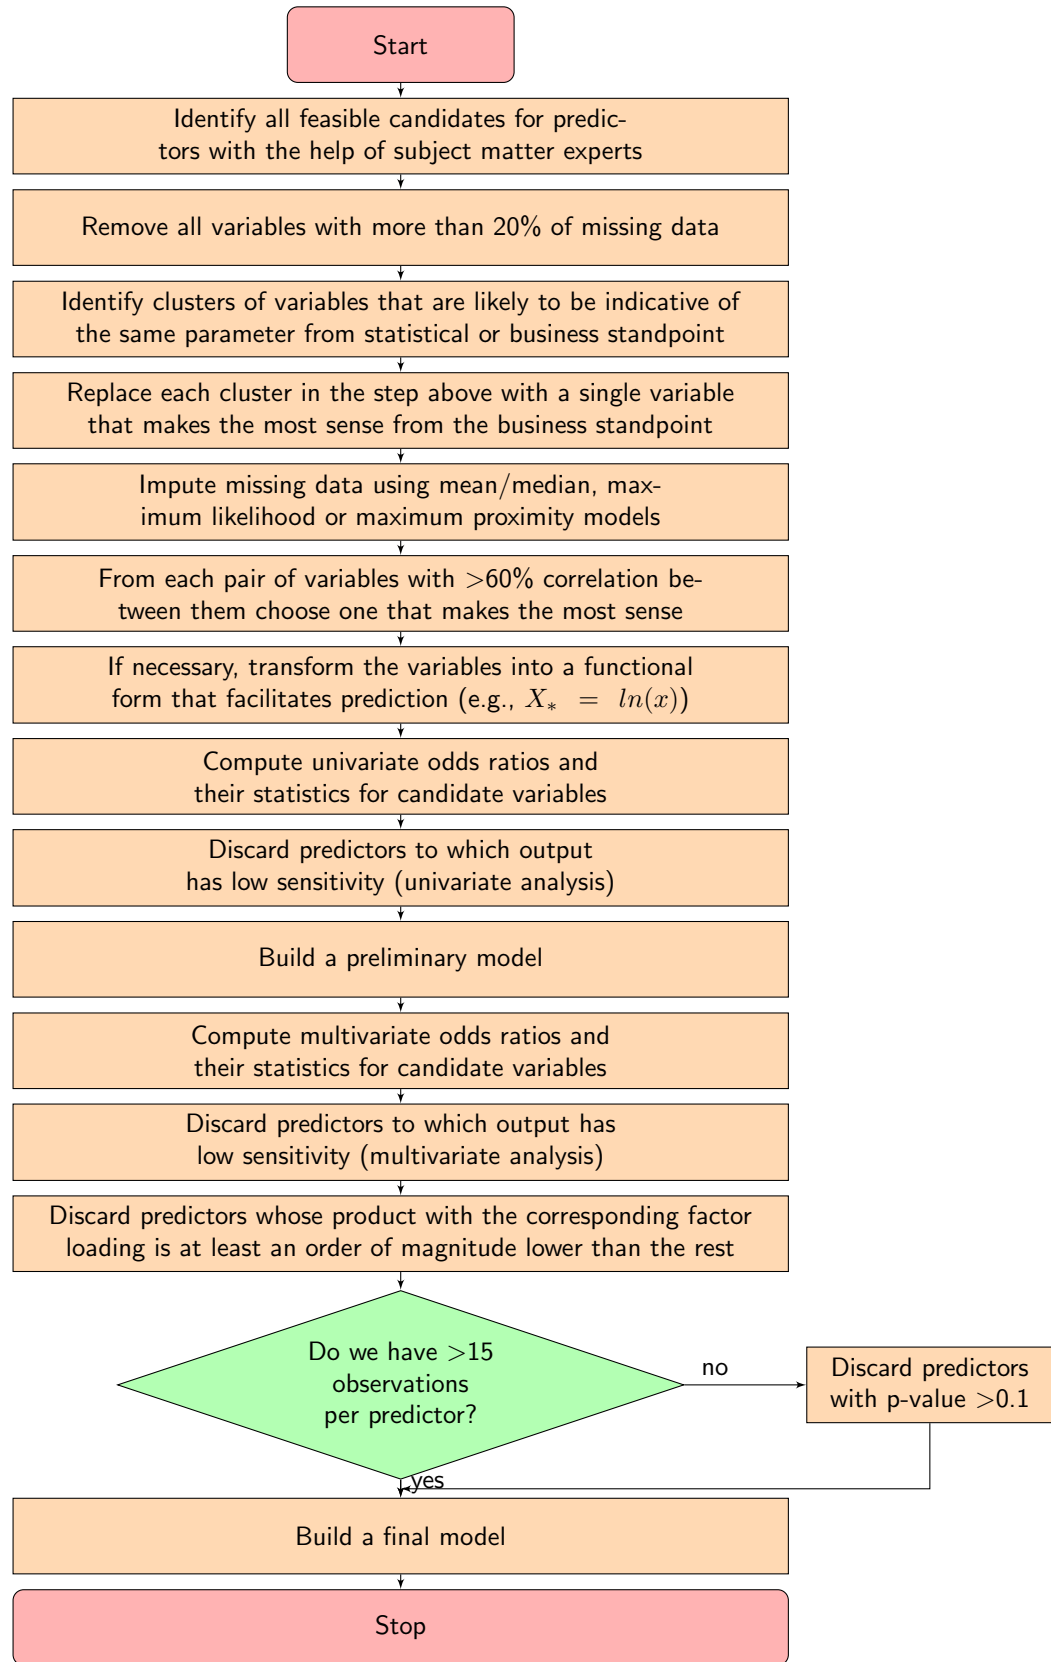 Start
Identify all feasible candidates for predic-
tors with the help of subject matter experts
Remove all variables with more than 20% of missing data
Identify clusters of variables that are likely to be indicative of
the same parameter from statistical or business standpoint
Replace each cluster in the step above with a single variable
that makes the most sense from the business standpoint
Impute missing data using mean/median, max-
imum likelihood or maximum proximity models
From each pair of variables with >60% correlation be-
tween them choose one that makes the most sense
If necessary, transform the variables into a functional
form that facilitates prediction (e.g., X_* = ln(x))
Compute univariate odds ratios and
their statistics for candidate variables
Discard predictors to which output
has low sensitivity (univariate analysis)
Build a preliminary model
Compute multivariate odds ratios and
their statistics for candidate variables
Discard predictors to which output has
low sensitivity (multivariate analysis)
Discard predictors whose product with the corresponding factor
loading is at least an order of magnitude lower than the rest
Do we have >15
observations
per predictor?
no
Discard predictors
with p-value >0.1
yes
Build a final model
Stop